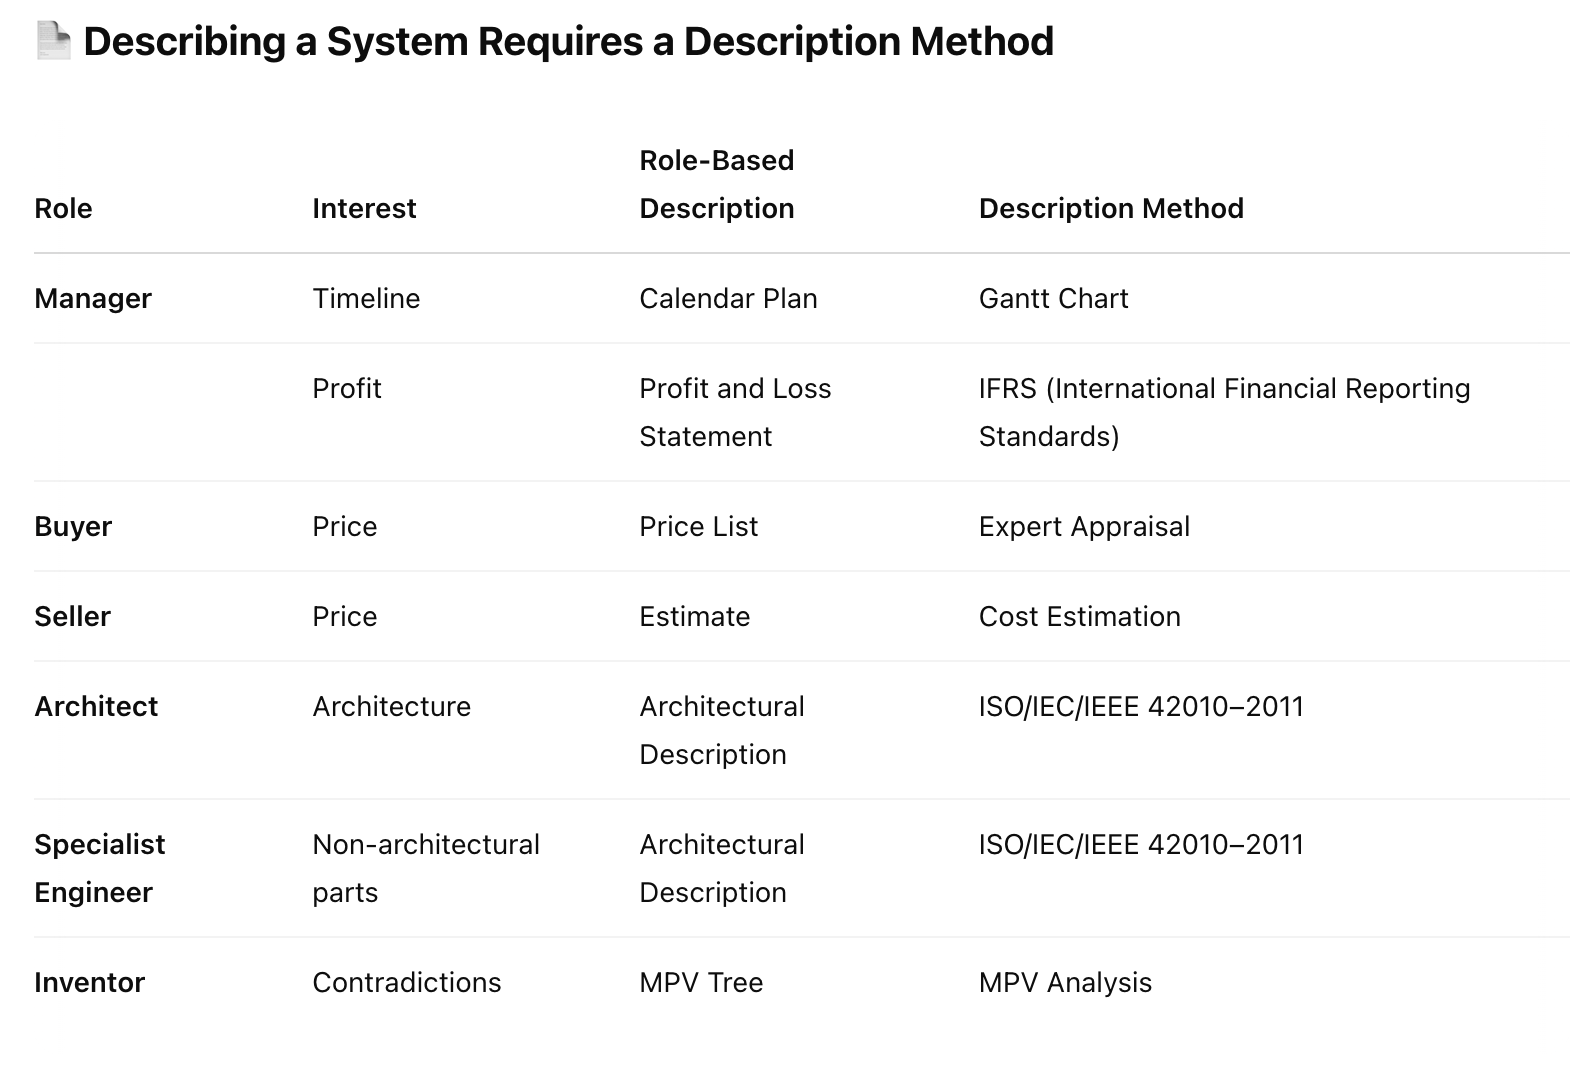 Describing a System Requires a Description Method
Role-Based
Role Interest Description Description Method
Manager Timeline Calendar Plan Gantt Chart
Profit Profit and Loss IFRS (International Financial Reporting
Statement Standards)
Buyer Price Price List Expert Appraisal
Seller Price Estimate Cost Estimation
Architect Architecture Architectural ISO/IEC/IEEE 42010–2011
Description
Specialist Non-architectural Architectural ISO/IEC/IEEE 42010–2011
Engineer parts Description
Inventor Contradictions MPV Tree MPV Analysis